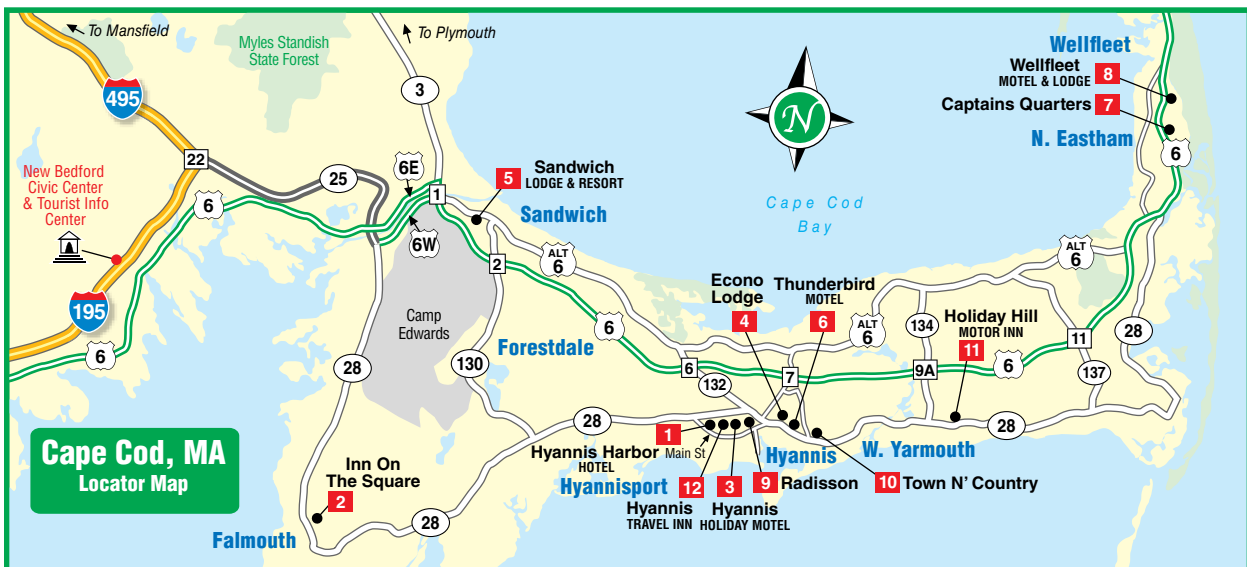 To Mansfield
To Plymouth
Myles Standish
State Forest
495
3
22
25
6E
1
6W
New Bedford
Civic Center
& Tourist Info
Center
6
195
6
5
Sandwich
LODGE & RESORT
Sandwich
2
ALT
6
Camp
Edwards
28
130
Forestdale
6
N
Cape Cod
Bay
Wellfleet
Wellfleet
MOTEL & LODGE
8
Captains Quarters
7
N. Eastham
6
ALT
6
Econo
Lodge
4
Thunderbird
MOTEL
6
ALT
6
134
Holiday Hill
MOTOR INN
11
11
28
137
6
132
7
9A
6
28
28
1
Hyannis Harbor
HOTEL
Main St
Hyannis
W. Yarmouth
Hyannisport
12
3
9
Radisson
10
Town N' Country
Hyannis
TRAVEL INN
Hyannis
HOLIDAY MOTEL
Cape Cod, MA
Locator Map
Inn On
The Square
2
28
Falmouth